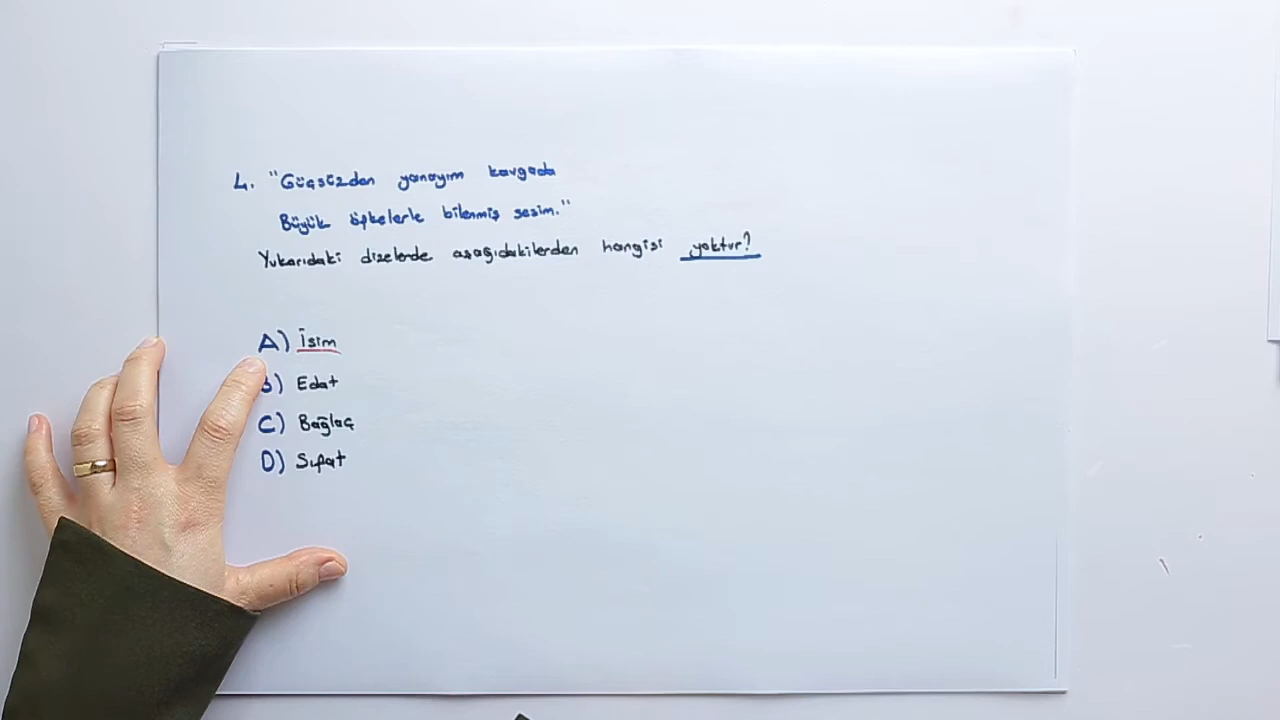 4. "Güçsüzden yanayım kavgada
Büyük öfkelerle bilenmiş sesim."
Yukarıdaki dizelerde aşağıdakilerden hangisi yoktur?
A) İsim
B) Edat
C) Bağlaç
D) Sıfat